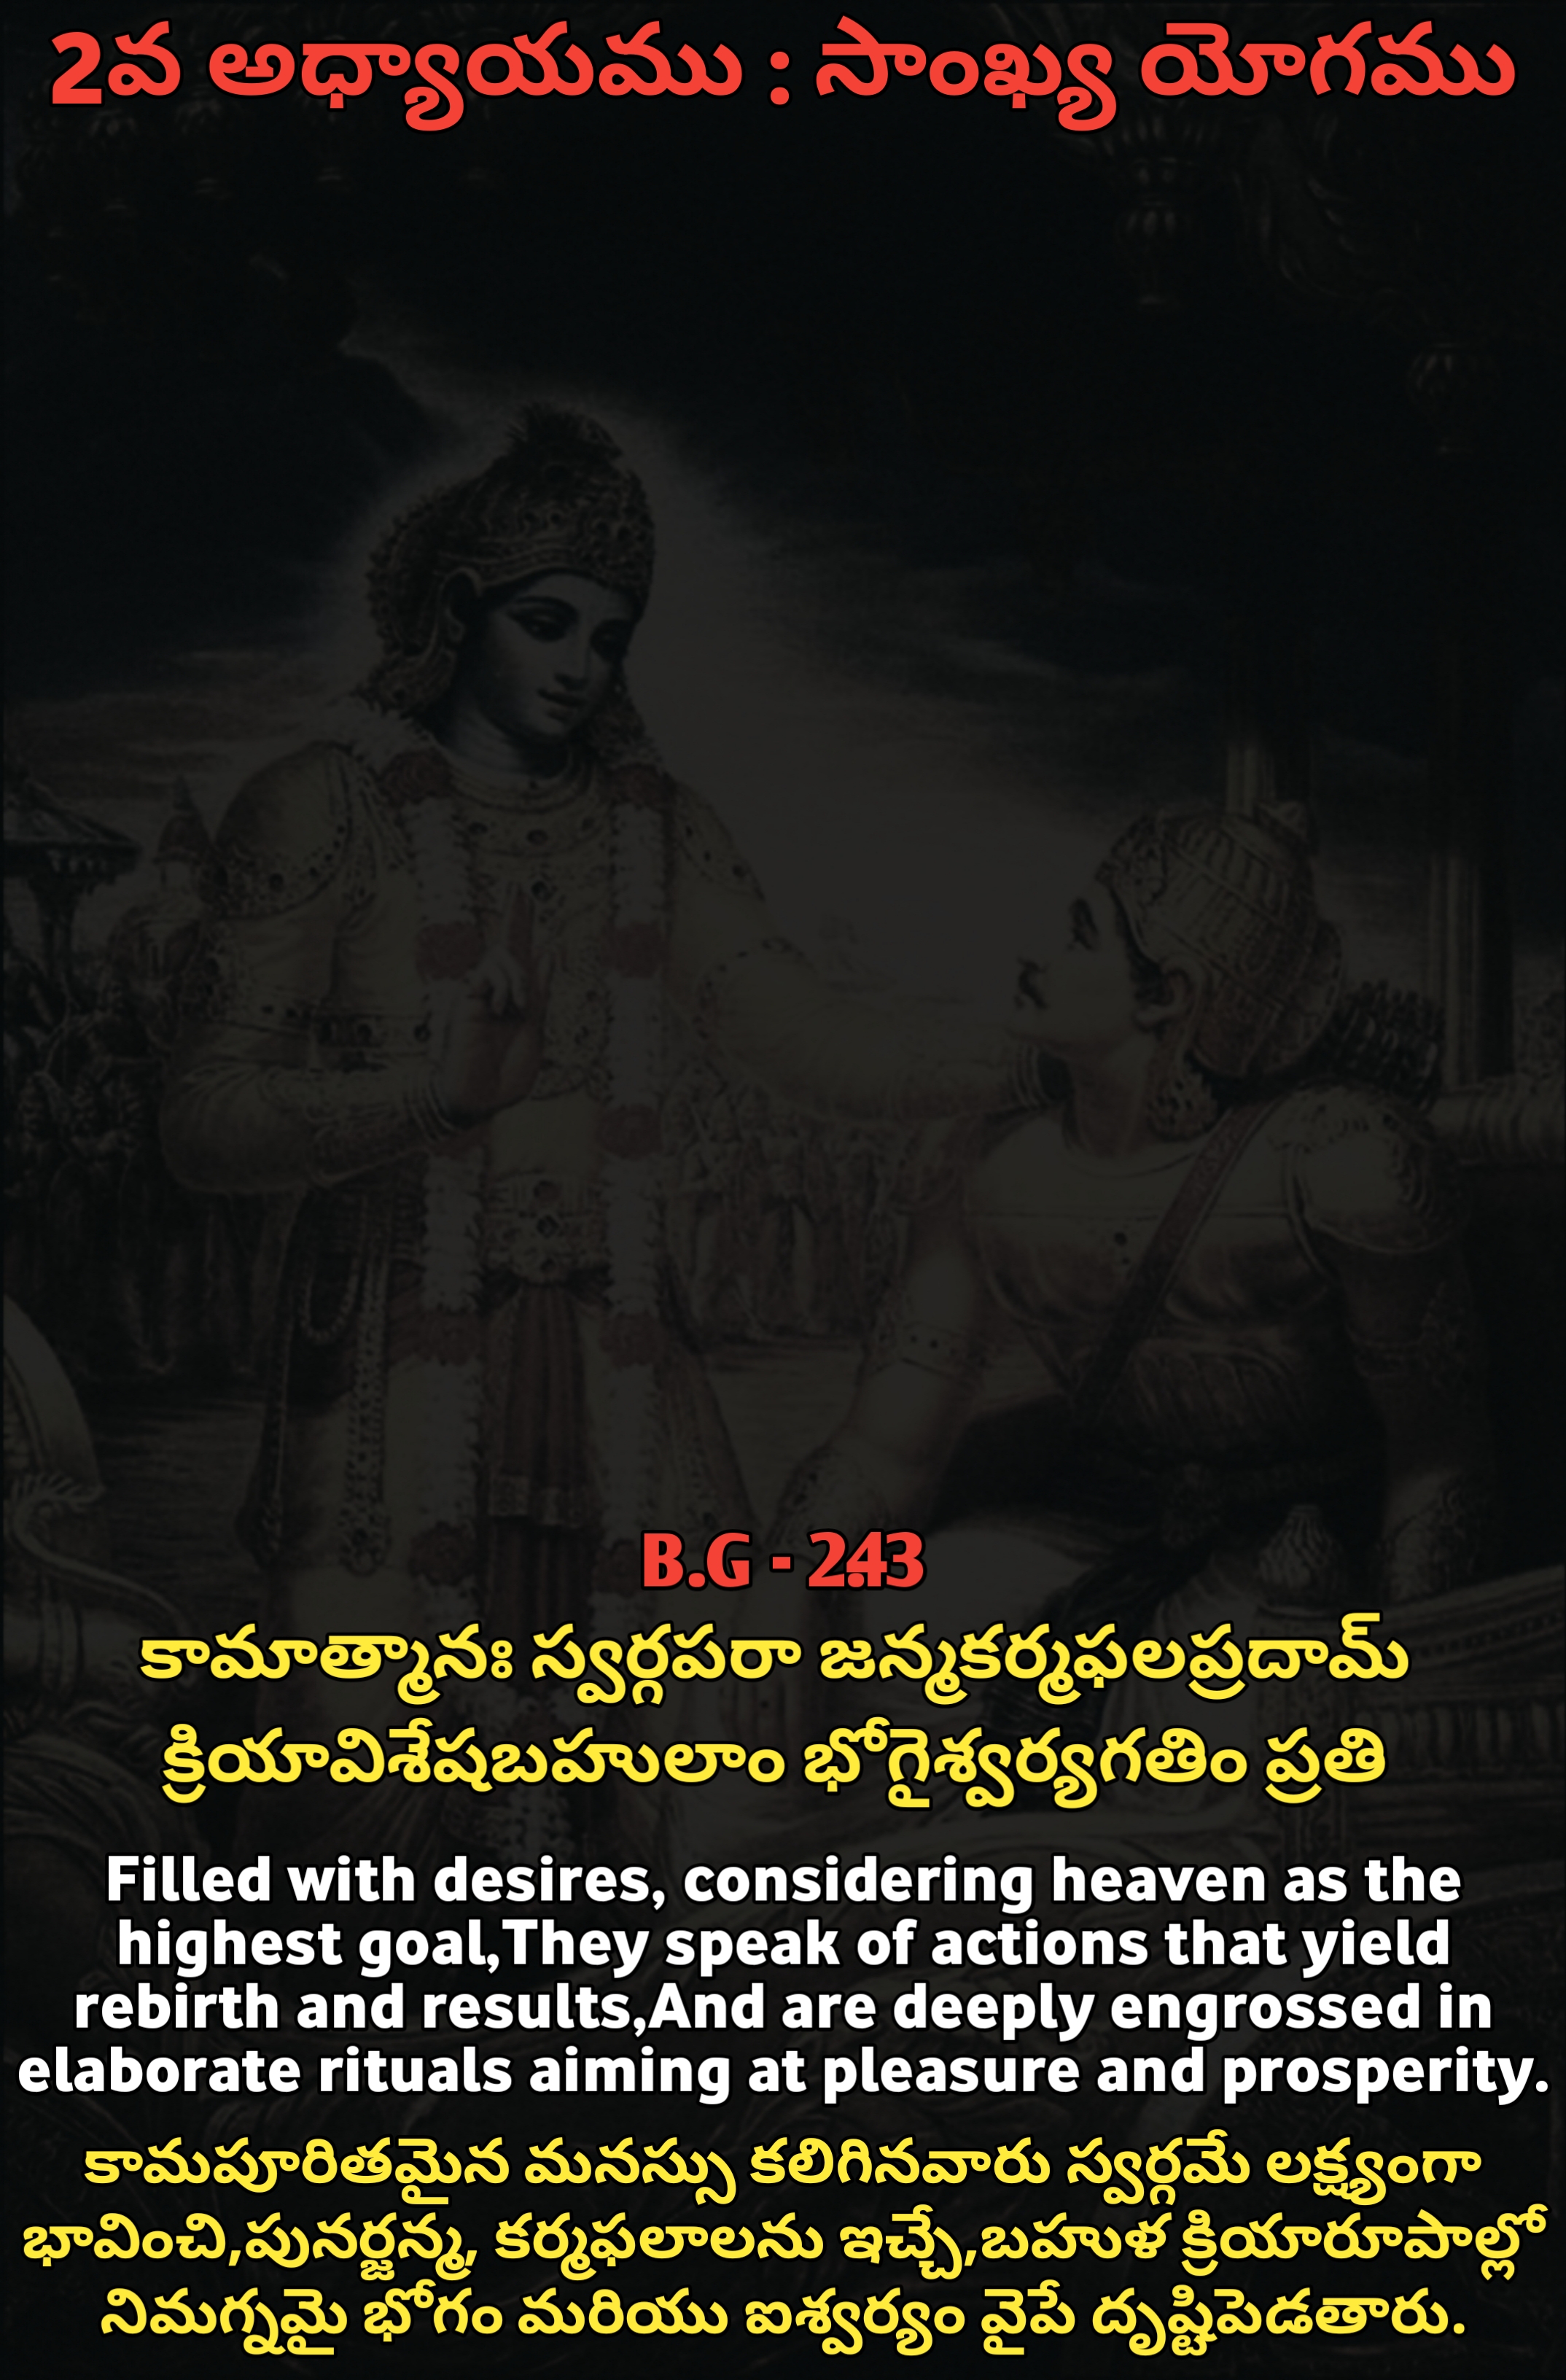 2వ అధ్యాయము : సాంఖ్య యోగము
B.G - 2.43
కామాత్మానః స్వర్గపరా జన్మకర్మఫలప్రదామ్
క్రియావిశేషబహులాం భోగైశ్వర్యగతిం ప్రతి
Filled with desires, considering heaven as the
highest goal,They speak of actions that yield
rebirth and results,And are deeply engrossed in
elaborate rituals aiming at pleasure and prosperity.
కామపూరితమైన మనస్సు కలిగినవారు స్వర్గమే లక్ష్యంగా
భావించి,పునర్జన్మ, కర్మఫలాలను ఇచ్చే,బహుళ క్రియారూపాల్లో
నిమగ్నమై భోగం మరియు ఐశ్వర్యం వైపే దృష్టిపెడతారు.